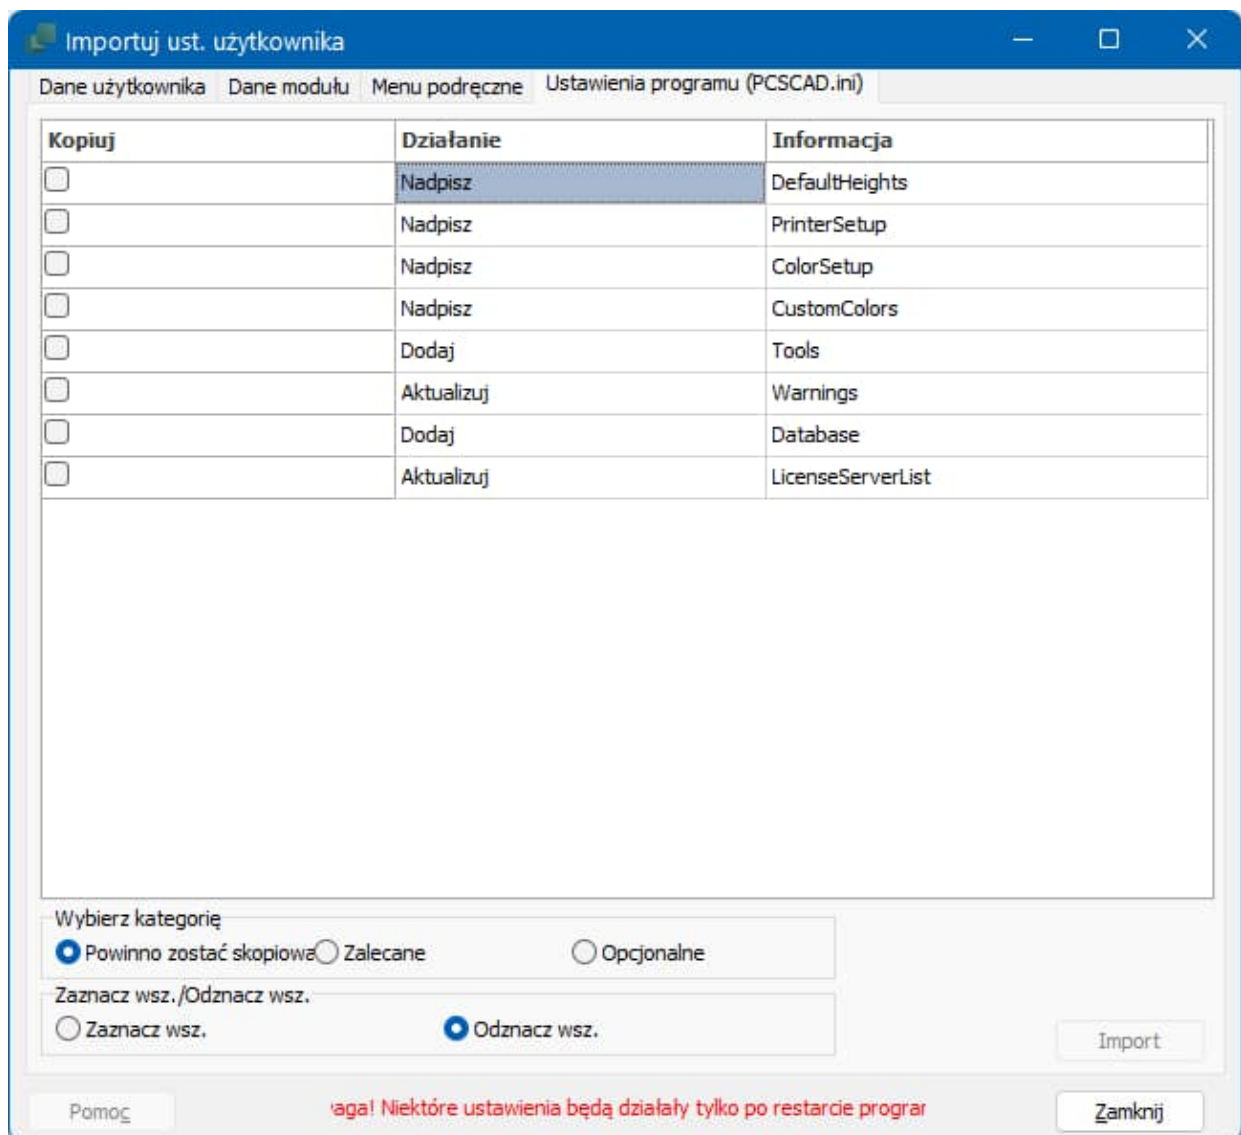 Importuj ust. użytkownika
Dane użytkownika Dane modułu Menu podręczne Ustawienia programu (PCSCAD.ini)
Kopiuj Działanie Informacja
Nadpisz DefaultHeights
Nadpisz PrinterSetup
Nadpisz ColorSetup
Nadpisz CustomColors
Dodaj Tools
Aktualizuj Warnings
Dodaj Database
Aktualizuj LicenseServerList
Wybierz kategorię
Powinno zostać skopiowa Zalecane Opcjonalne
Zaznacz wsz./Odznacz wsz.
Zaznacz wsz. Odznacz wsz.
Import
Pomoc waga! Niektóre ustawienia będą działały tylko po restarcie program Zamknij